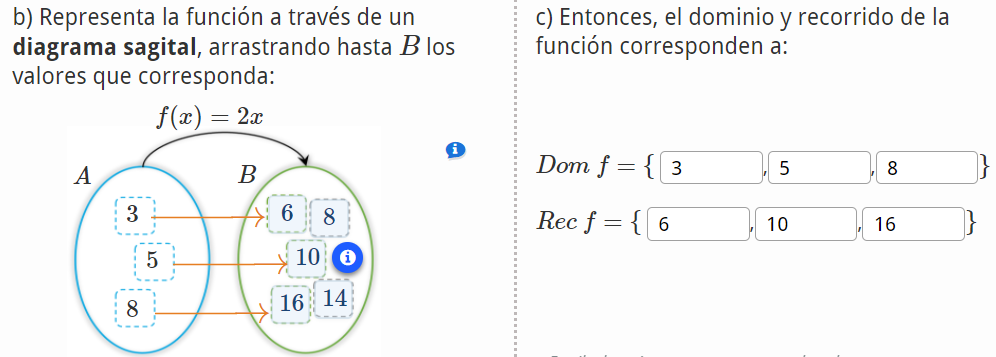 b) Representa la función a través de un
diagrama sagital, arrastrando hasta B los
valores que corresponda:
f(x) = 2x
A
B
3
6
8
5
10
i
8
16
14
i
c) Entonces, el dominio y recorrido de la
función corresponden a:
Dom f = { 3 , 5 , 8 }
Rec f = { 6 , 10 , 16 }